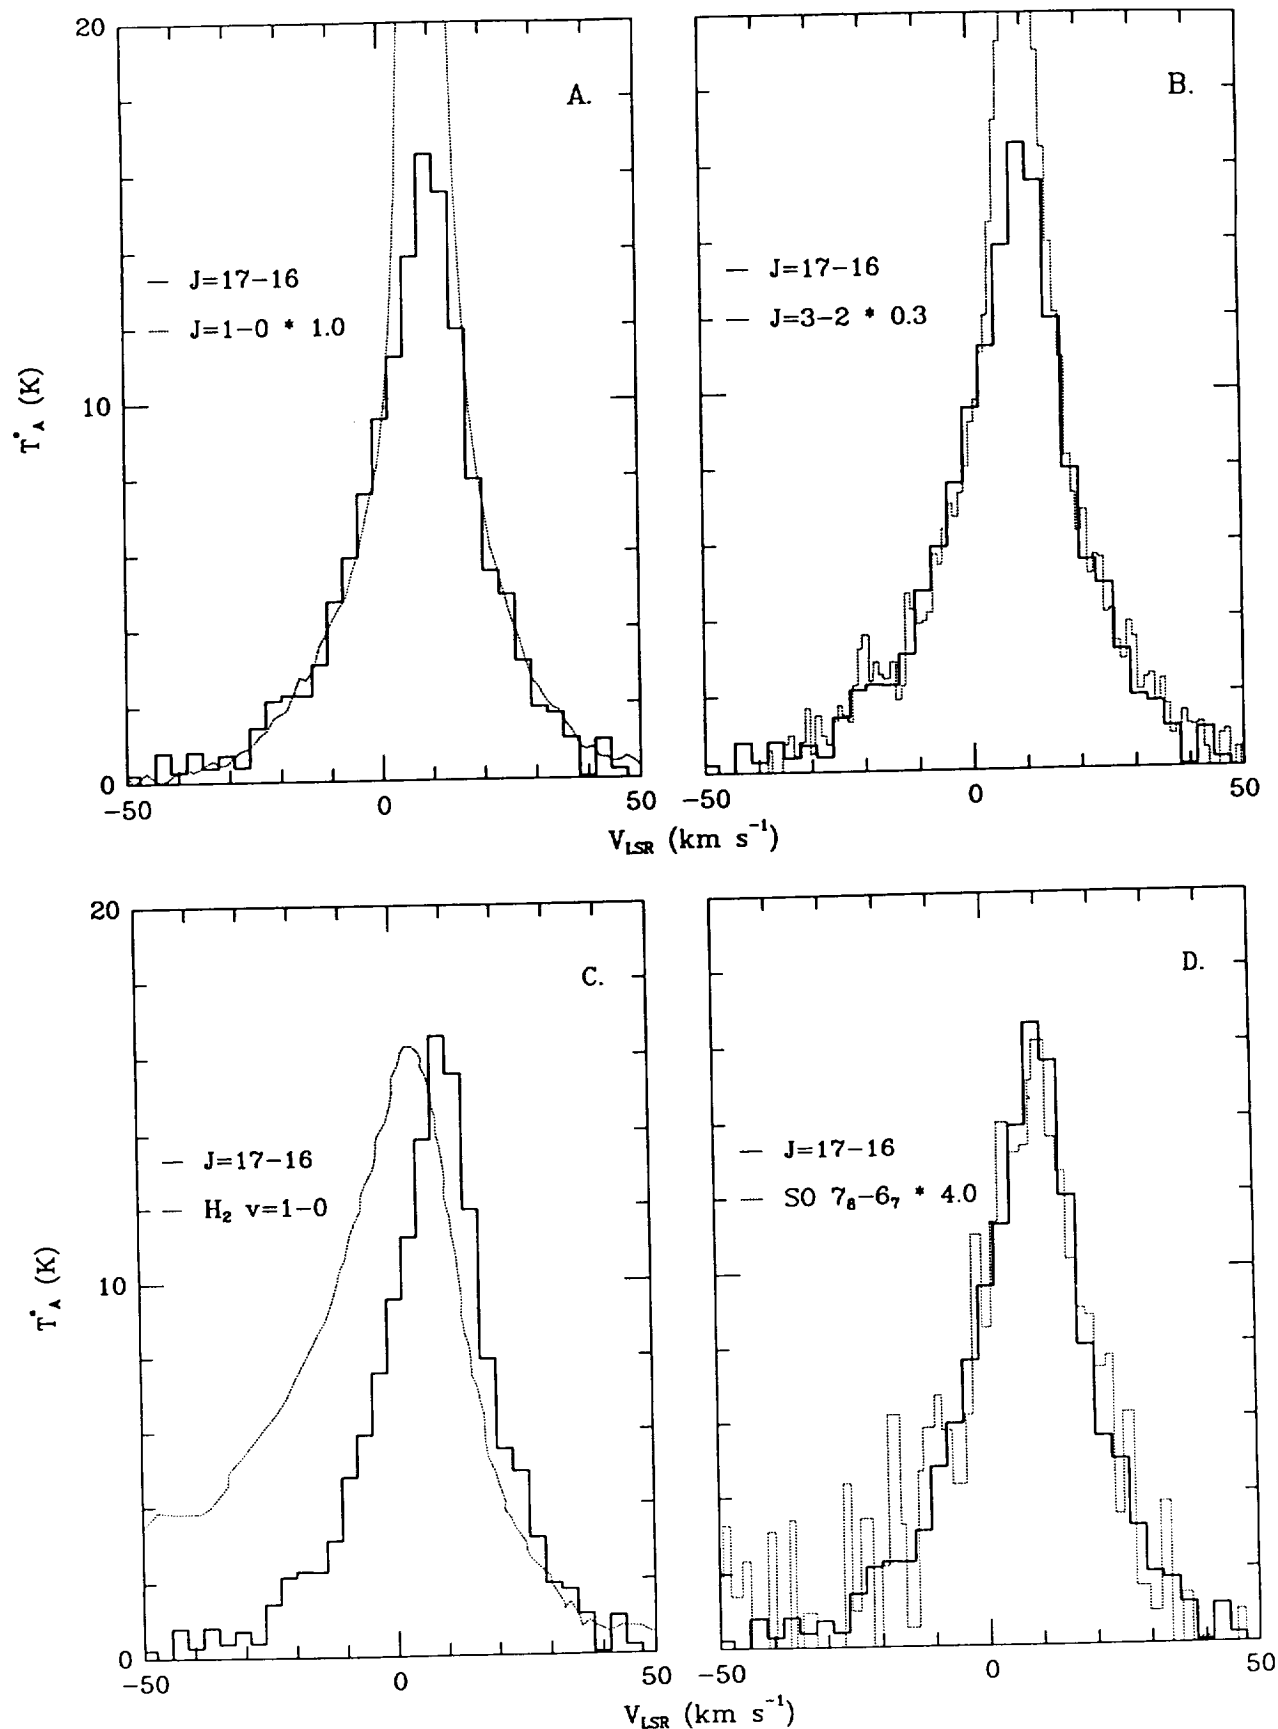 20
A.
B.
— J=17−16
— J=17−16
···· J=1−0 * 1.0
— J=3−2 * 0.3
T*A (K)
10
0
−50
0
50
−50
0
50
VLSR (km s⁻¹)
20
C.
D.
— J=17−16
— J=17−16
— H₂ v=1−0
— SO 7₈−6₇ * 4.0
T*A (K)
10
0
−50
0
50
−50
0
50
VLSR (km s⁻¹)